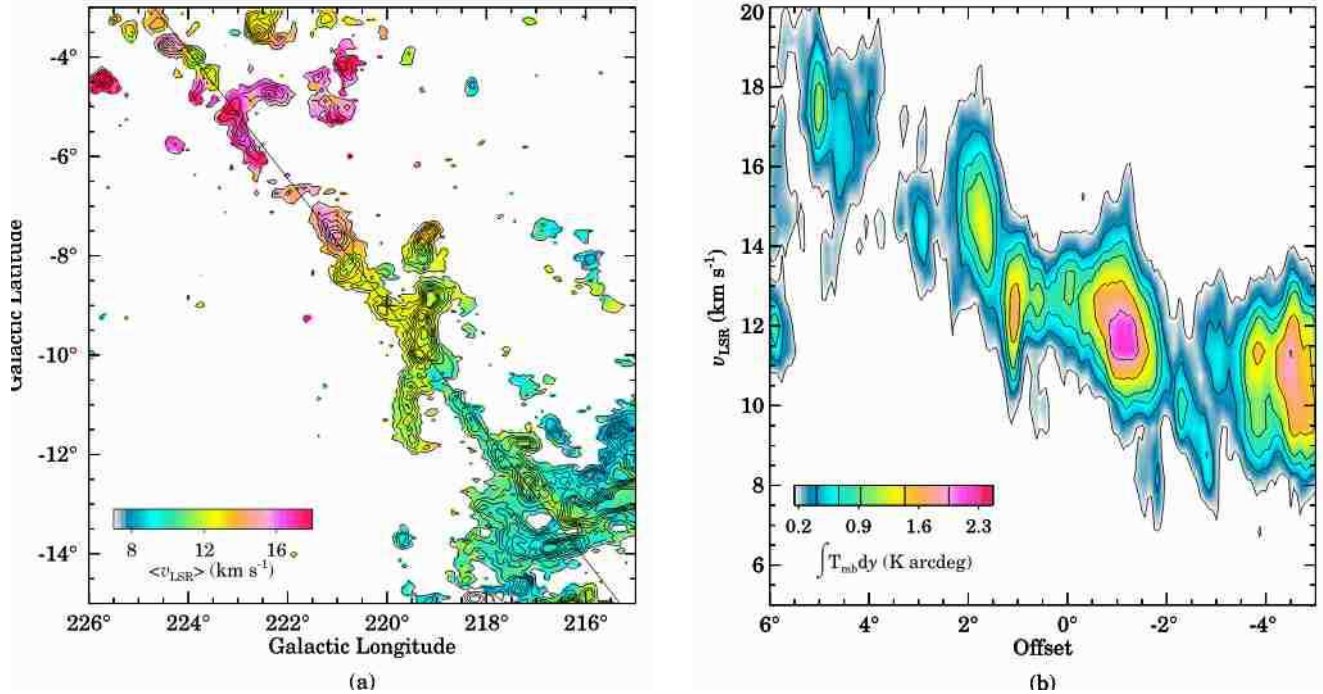 -4°
-6°
-8°
-10°
-12°
-14°
Galactic Latitude
8 12 16
<v_LSR> (km s⁻¹)
226° 224° 222° 220° 218° 216°
Galactic Longitude
(a)
20
18
16
14
12
10
8
6
v_LSR (km s⁻¹)
0.2 0.9 1.6 2.3
∫T_mb dy (K arcdeg)
6° 4° 2° 0° -2° -4°
Offset
(b)